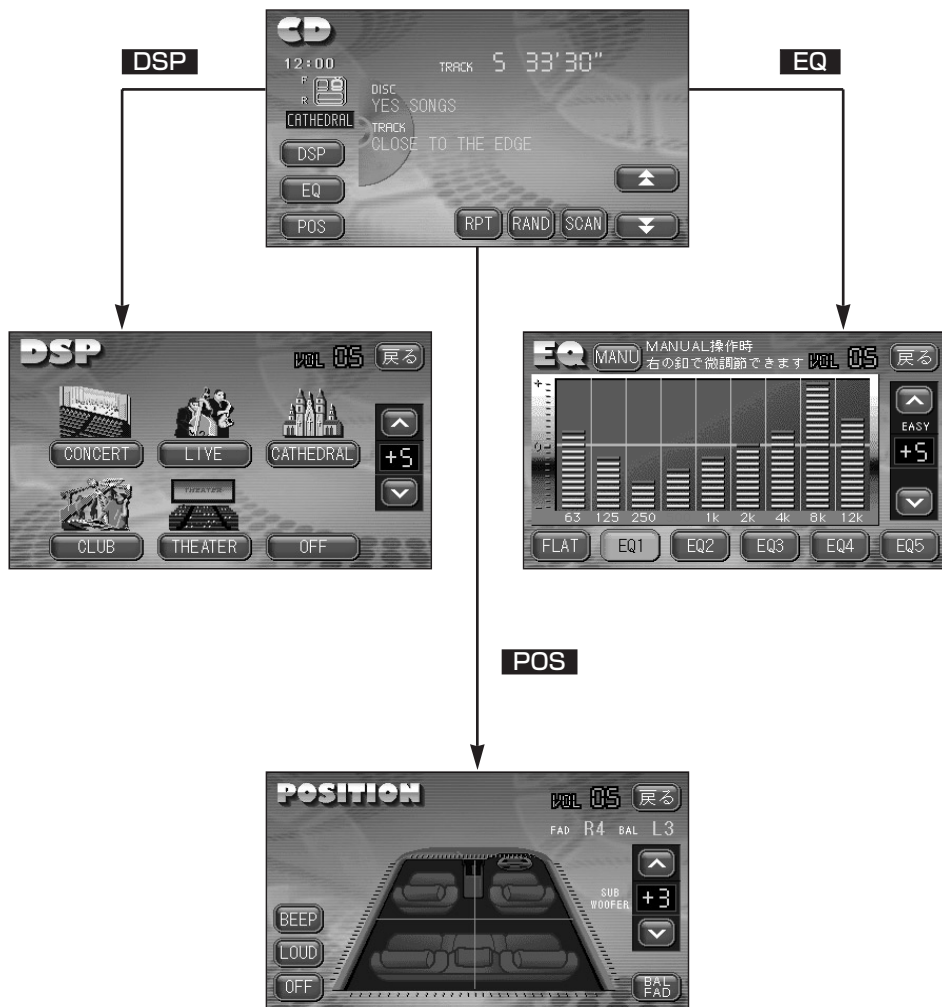 CD
DSP
EQ
12:00
TRACK 5 33'30"
F
R
DISC
YES SONGS
CATHEDRAL
TRACK
CLOSE TO THE EDGE
DSP
EQ
POS
RPT
RAND
SCAN
DSP
VOL 05
戻る
CONCERT
LIVE
CATHEDRAL
+5
THEATER
CLUB
THEATER
OFF
EQ
MANU
MANUAL操作時
右の釦で微調節できます
VOL 05
戻る
+
0
-
EASY
+5
63 125 250 1k 2k 4k 8k 12k
FLAT
EQ1
EQ2
EQ3
EQ4
EQ5
POS
POSITION
VOL 05
戻る
FAD R4 BAL L3
SUB
WOOFER
+3
BEEP
LOUD
OFF
BAL
FAD